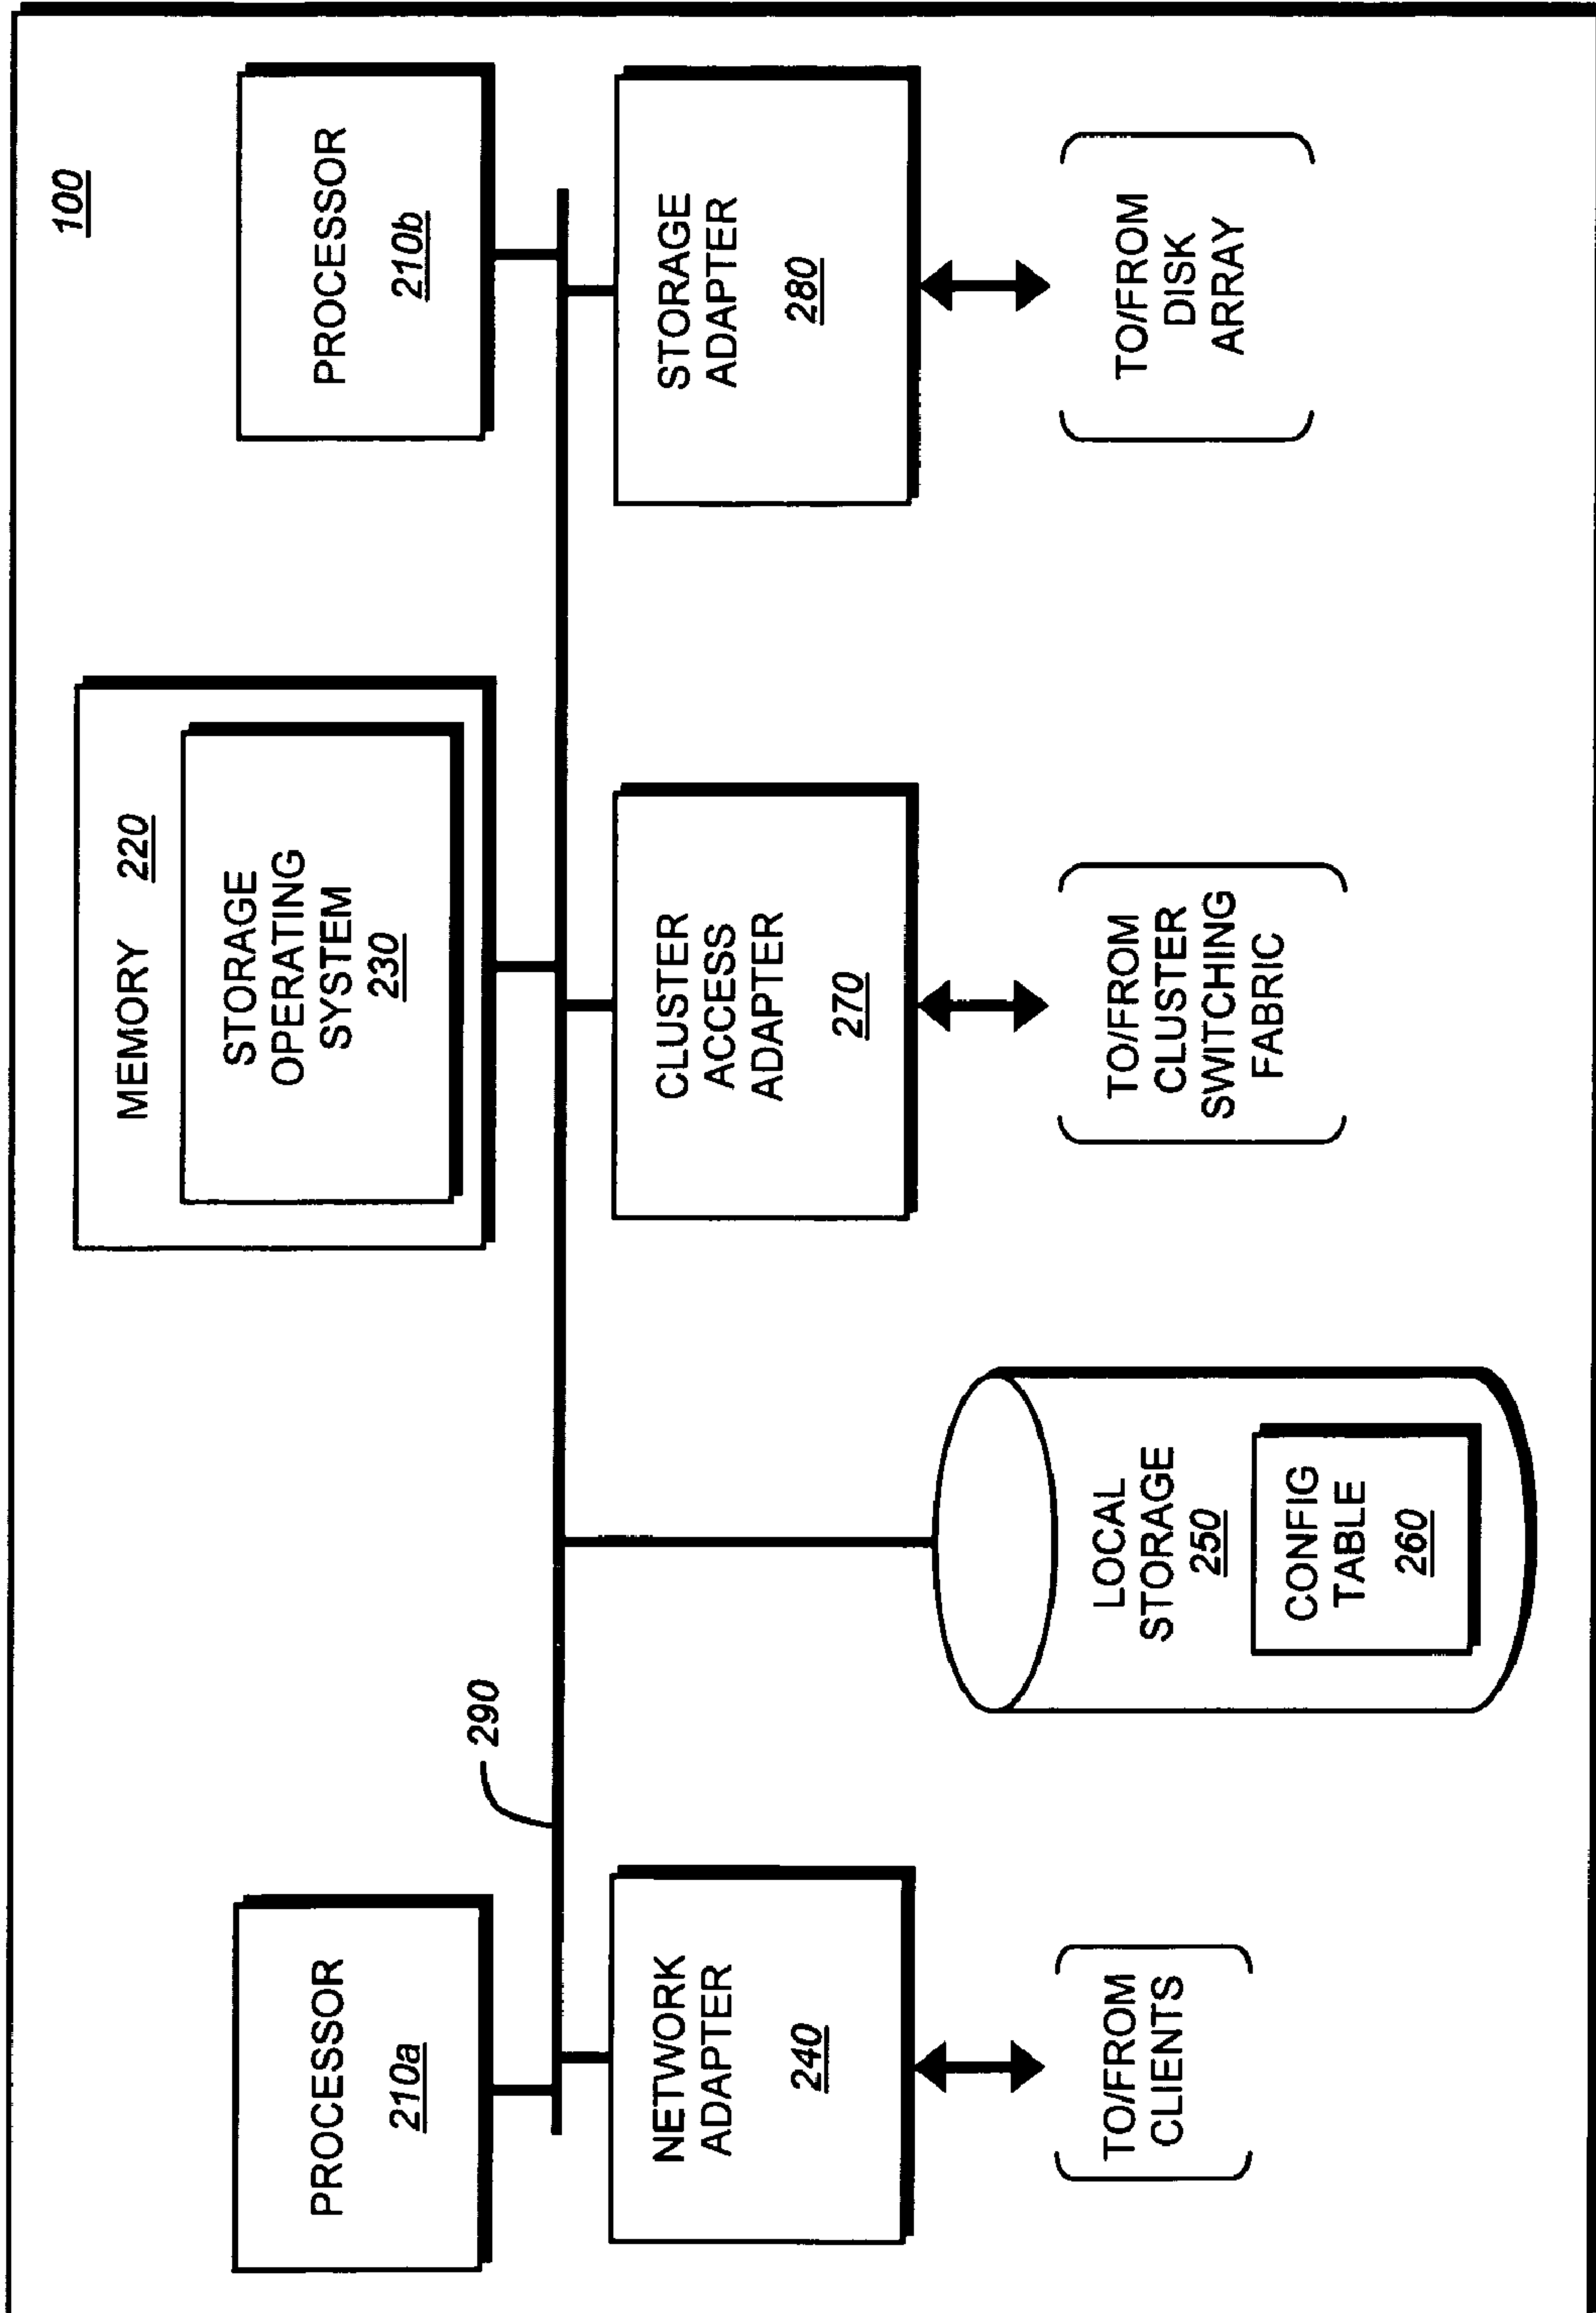 100
PROCESSOR
210a
MEMORY 220
STORAGE
OPERATING
SYSTEM
230
PROCESSOR
210b
290
NETWORK
ADAPTER
240
TO/FROM
CLIENTS
LOCAL
STORAGE
250
CONFIG
TABLE
260
CLUSTER
ACCESS
ADAPTER
270
TO/FROM
CLUSTER
SWITCHING
FABRIC
STORAGE
ADAPTER
280
TO/FROM
DISK
ARRAY